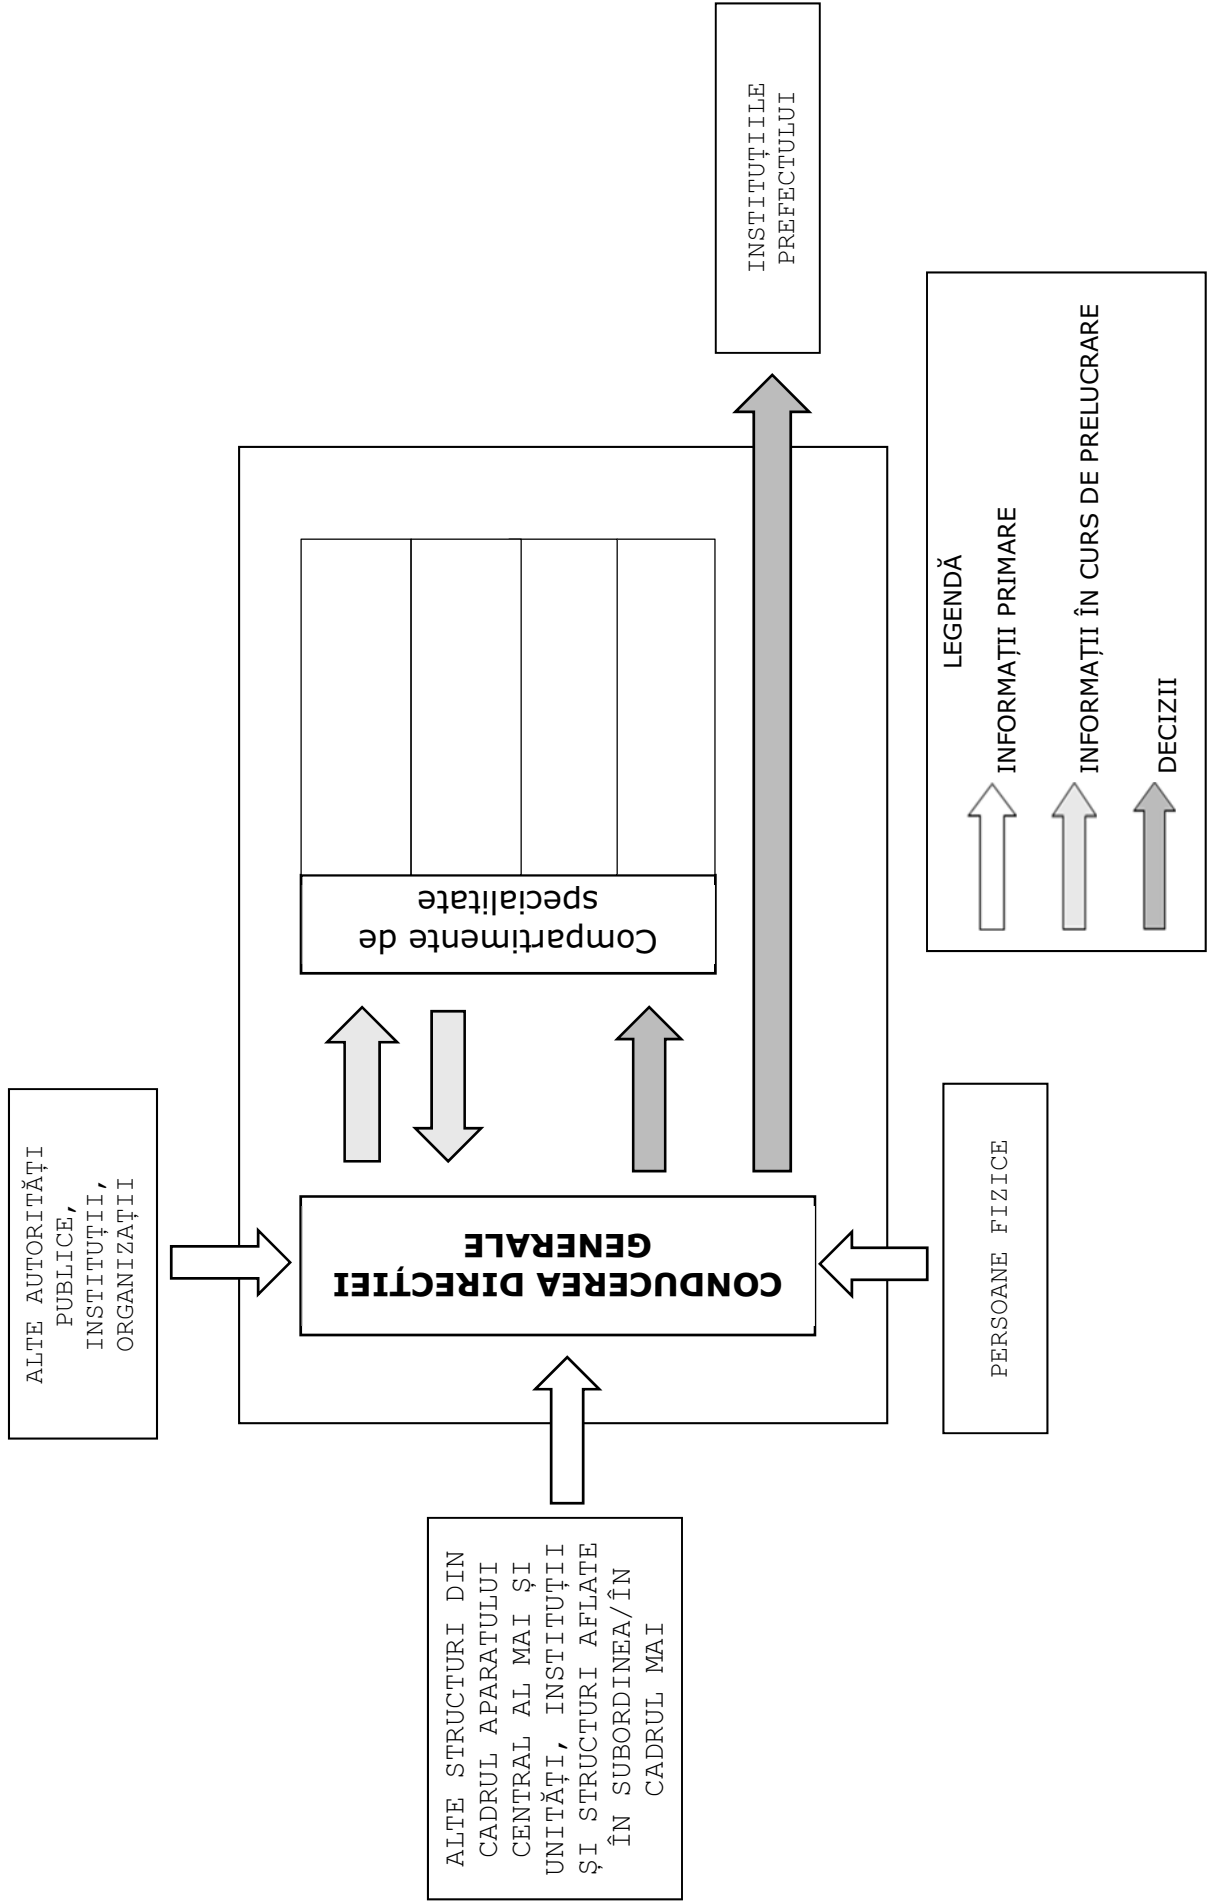 ALTE AUTORITĂȚI
PUBLICE,
INSTITUȚII,
ORGANIZAȚII
ALTE STRUCTURI DIN
CADRUL APARATULUI
CENTRAL AL MAI ȘI
UNITĂȚI, INSTITUȚII
ȘI STRUCTURI AFLATE
ÎN SUBORDINEA/ÎN
CADRUL MAI
CONDUCEREA DIRECȚIEI
GENERALE
Compartimente de
specialitate
INSTITUȚIILE
PREFECTULUI
PERSOANE FIZICE
LEGENDĂ
INFORMAȚII PRIMARE
INFORMAȚII ÎN CURS DE PRELUCRARE
DECIZII